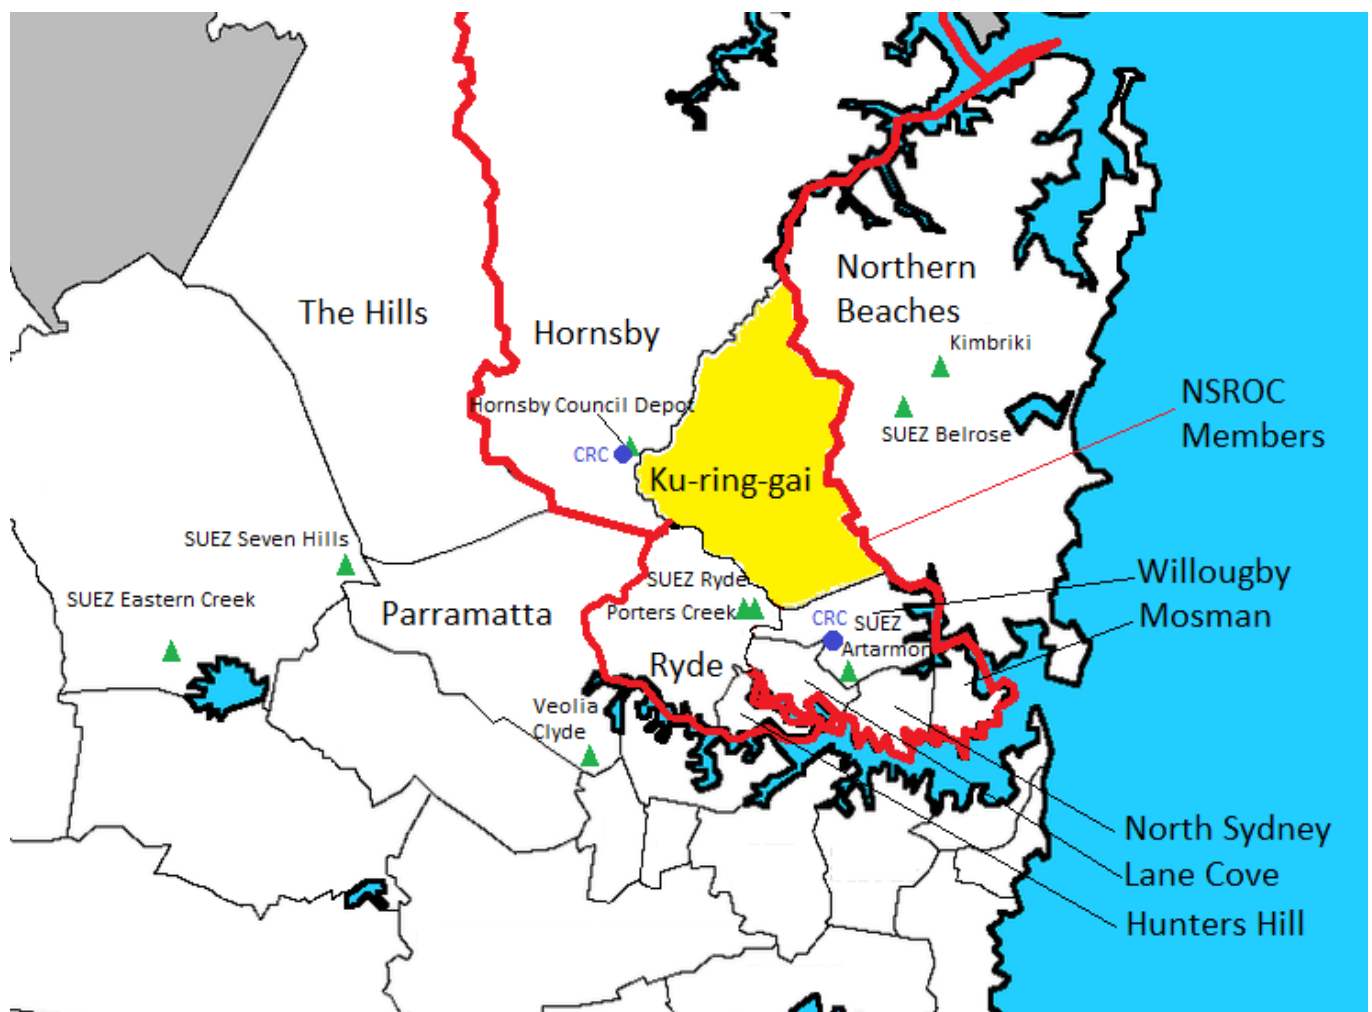 Northern
Beaches
The Hills
Hornsby
Kimbriki
NSROC
Members
Hornsby Council Depot
SUEZ Belrose
CRC
Ku-ring-gai
SUEZ Seven Hills
SUEZ Ryde
Willougby
SUEZ Eastern Creek
Parramatta
Porters Creek
CRC
SUEZ
Artarmon
Mosman
Ryde
Veolia
Clyde
North Sydney
Lane Cove
Hunters Hill